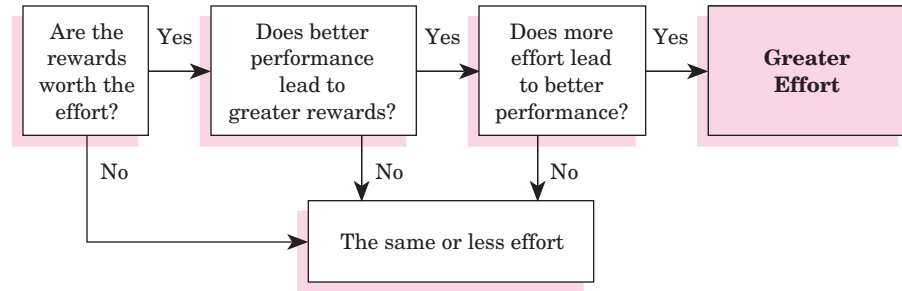 Are the
rewards
worth the
effort?
Yes
Does better
performance
lead to
greater rewards?
Yes
Does more
effort lead
to better
performance?
Yes
Greater
Effort
No
No
No
The same or less effort